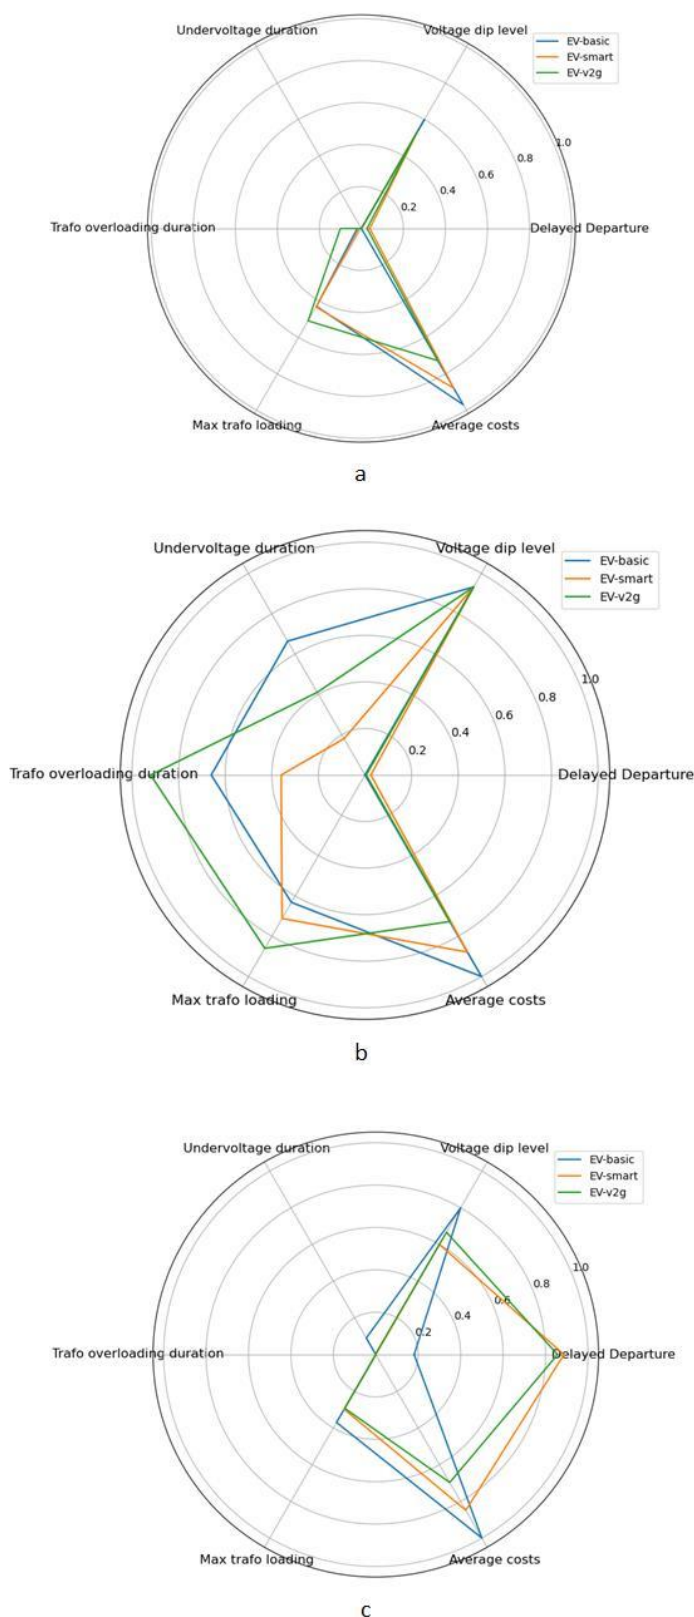 Undervoltage duration
Voltage dip level
EV-basic
EV-smart
EV-v2g
1.0
0.8
0.6
0.4
0.2
Trafo overloading duration
Delayed Departure
Max trafo loading
Average costs
a
Undervoltage duration
Voltage dip level
EV-basic
EV-smart
EV-v2g
1.0
0.8
0.6
0.4
0.2
Trafo overloading duration
Delayed Departure
Max trafo loading
Average costs
b
Undervoltage duration
Voltage dip level
EV-basic
EV-smart
EV-v2g
1.0
0.8
0.6
0.4
0.2
Trafo overloading duration
Delayed Departure
Max trafo loading
Average costs
c